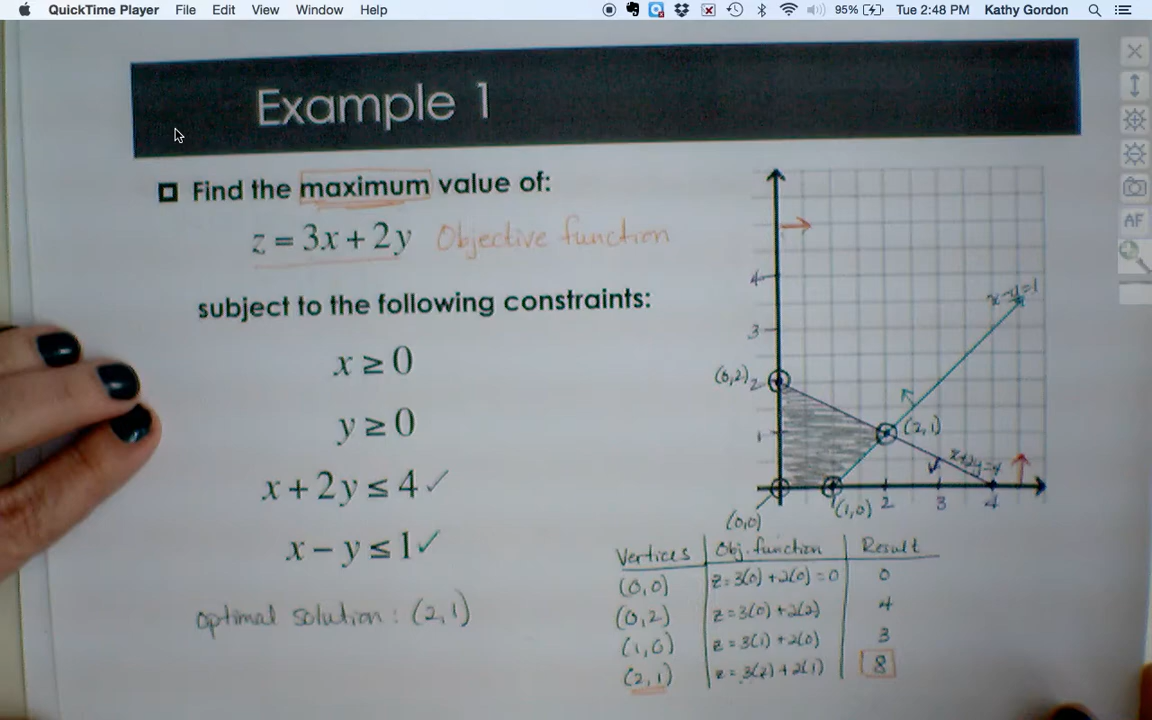 QuickTime Player File Edit View Window Help 95% Tue 2:48 PM Kathy Gordon
Example 1
Find the maximum value of:
z = 3x + 2y Objective function
subject to the following constraints:
x ≥ 0
y ≥ 0
x + 2y ≤ 4 ✓
x − y ≤ 1 ✓
optimal solution : (2,1)
x-y=1
4
3
(0,2) 2
1 (2,1)
x+2y=4
(0,0) (1,0) 2 3 4
Vertices Obj. function Result
(0,0) z = 3(0) + 2(0) = 0 0
(0,2) z = 3(0) + 2(2) 4
(1,0) z = 3(1) + 2(0) 3
(2,1) z = 3(2) + 2(1) 8
AF